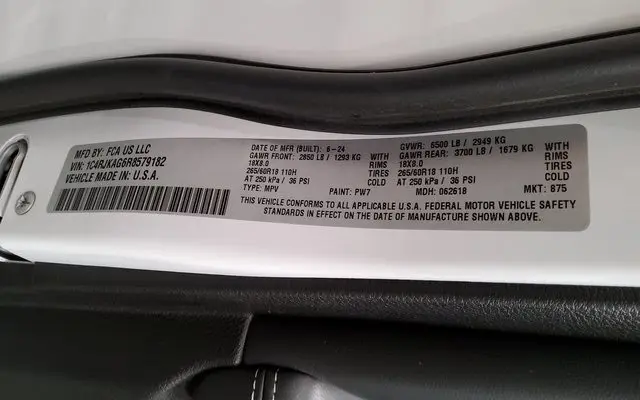 MFD BY: FCA US LLC
VIN: 1C4RJKAG6R8579182
VEHICLE MADE IN: U.S.A.
DATE OF MFR (BUILT): 6-24
GAWR FRONT: 2850 LB / 1293 KG WITH
18X8.0 RIMS
265/60R18 110H TIRES
AT 250 kPa / 36 PSI COLD
TYPE: MPV PAINT: PW7
GVWR: 6500 LB / 2949 KG
GAWR REAR: 3700 LB / 1679 KG WITH
18X8.0 RIMS
265/60R18 110H TIRES
AT 250 kPa / 36 PSI COLD
MDH: 062618 MKT: 875
THIS VEHICLE CONFORMS TO ALL APPLICABLE U.S.A. FEDERAL MOTOR VEHICLE SAFETY
STANDARDS IN EFFECT ON THE DATE OF MANUFACTURE SHOWN ABOVE.